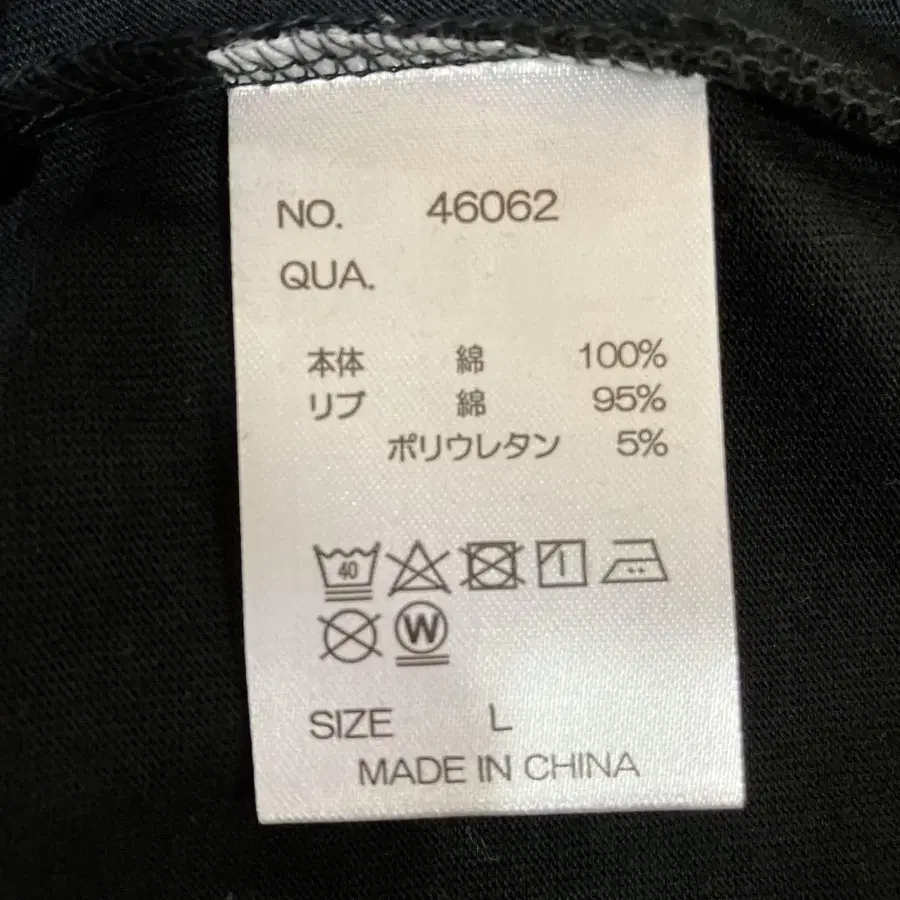 NO. 46062
QUA.
本体 綿 100%
リブ 綿 95%
ポリウレタン 5%
40
W
SIZE L
MADE IN CHINA